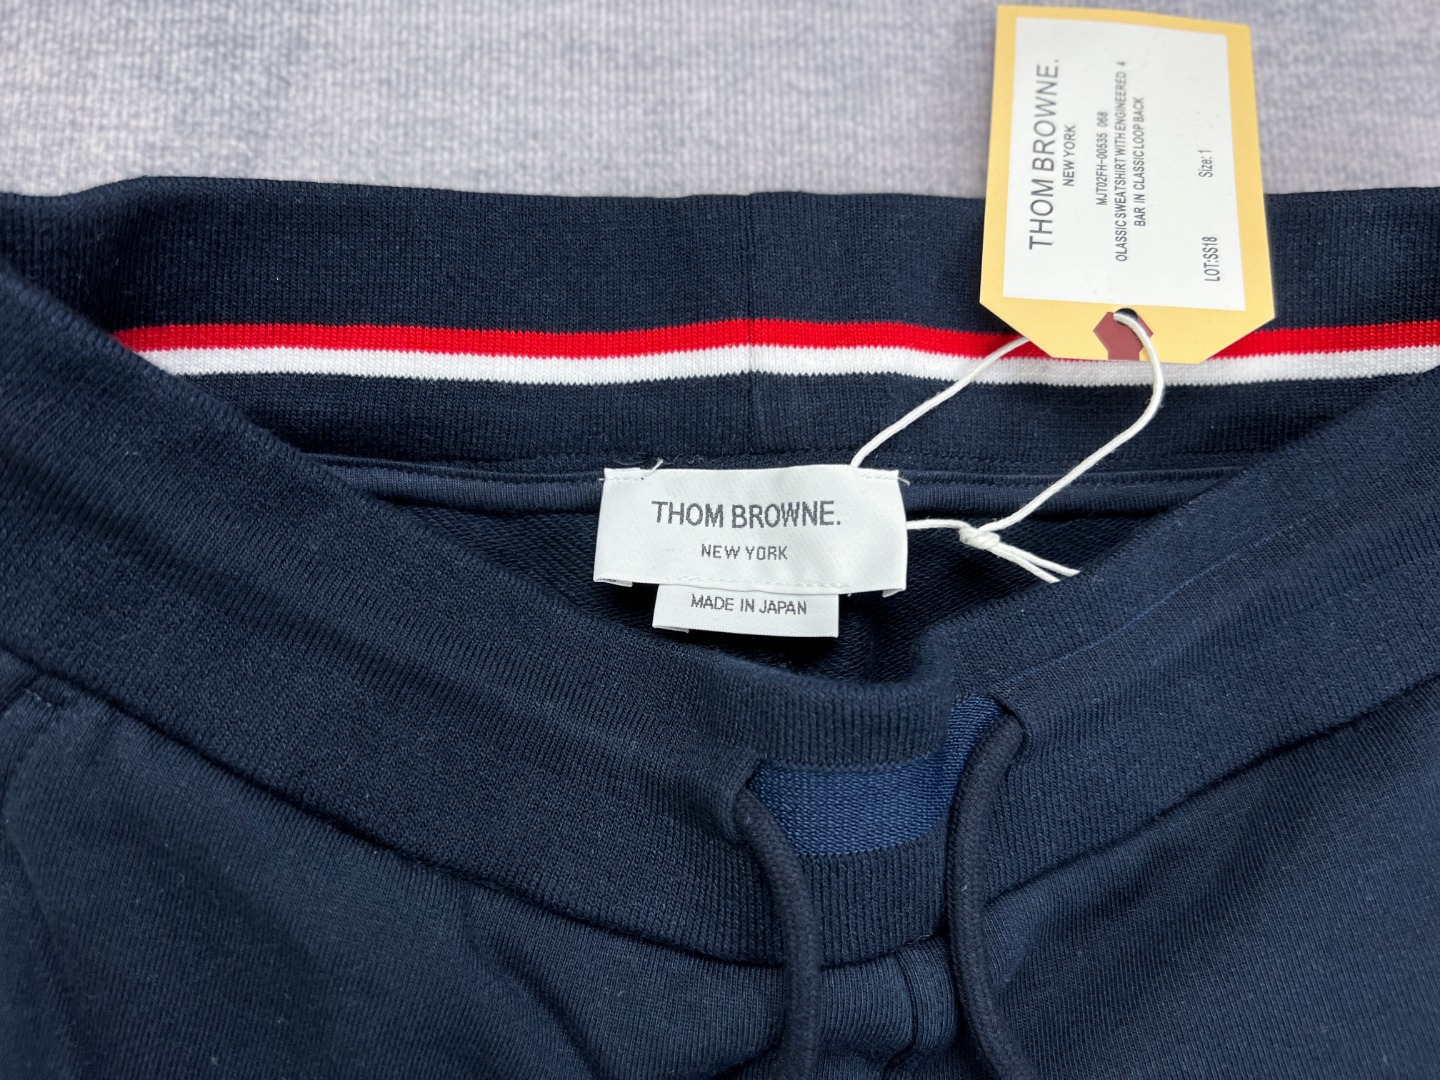 THOM BROWNE.
NEW YORK
MJT02FH-00535 068
OLASSIC SWEATSHIRT WITH ENGINEERED 4
BAR IN CLASSIC LOOP BACK
LOT:SS18 Size: 1
THOM BROWNE.
NEW YORK
MADE IN JAPAN